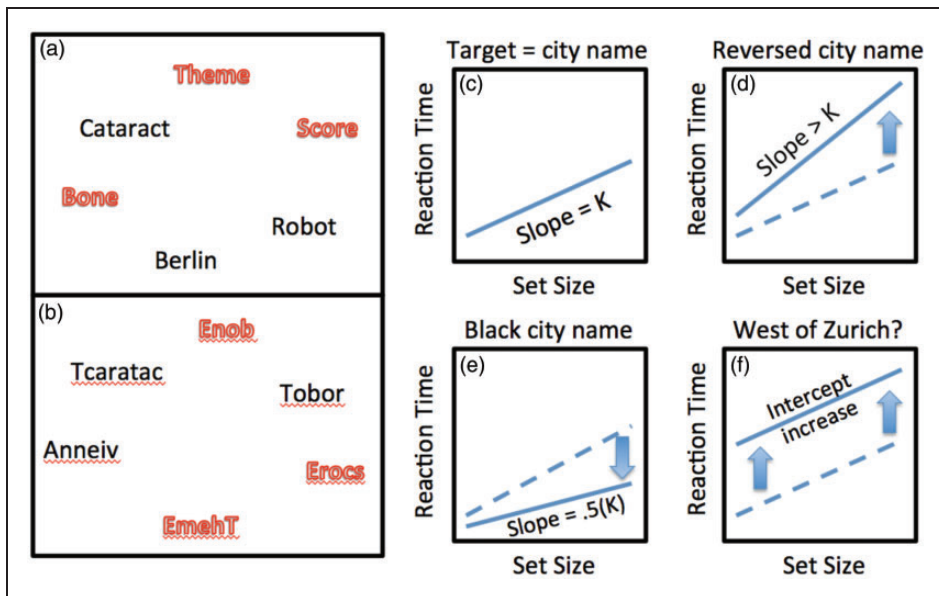 (a)
Theme
Cataract
Score
Bone
Robot
Berlin
(b)
Enob
Tcaratac
Tobor
Anneiv
Erocs
EmehT
Target = city name
(c)
Reaction Time
Slope = K
Set Size
Reversed city name
(d)
Reaction Time
Slope > K
Set Size
Black city name
(e)
Reaction Time
Slope = .5(K)
Set Size
West of Zurich?
(f)
Reaction Time
Intercept
increase
Set Size